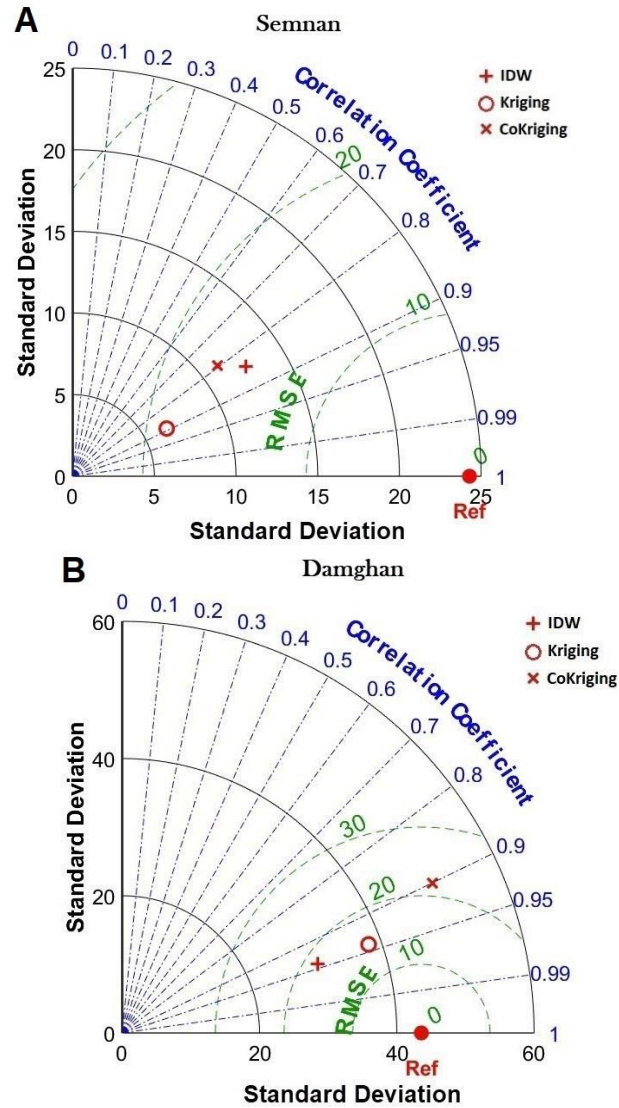 A
Semnan
IDW
Kriging
CoKriging
Correlation Coefficient
0 0.1 0.2 0.3 0.4 0.5 0.6 0.7 0.8 0.9 0.95 0.99 1
Standard Deviation
25
20
15
10
5
0
20
10
0
RMSE
Ref
0 5 10 15 20 25
Standard Deviation
B
Damghan
IDW
Kriging
CoKriging
Correlation Coefficient
0 0.1 0.2 0.3 0.4 0.5 0.6 0.7 0.8 0.9 0.95 0.99 1
Standard Deviation
60
40
20
0
30
20
10
0
RMSE
Ref
0 20 40 60
Standard Deviation